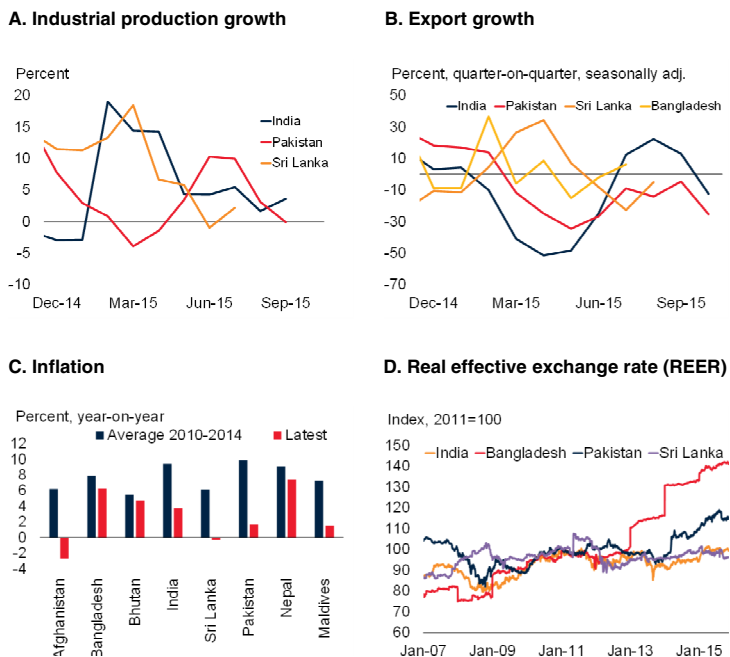 A. Industrial production growth
Percent
20
15
10
5
0
-5
-10
India
Pakistan
Sri Lanka
Dec-14 Mar-15 Jun-15 Sep-15
B. Export growth
Percent, quarter-on-quarter, seasonally adj.
50
30
10
-10
-30
-50
-70
India Pakistan Sri Lanka Bangladesh
Dec-14 Mar-15 Jun-15 Sep-15
C. Inflation
Percent, year-on-year
12
10
8
6
4
2
0
-2
-4
Average 2010-2014 Latest
Afghanistan
Bangladesh
Bhutan
India
Sri Lanka
Pakistan
Nepal
Maldives
D. Real effective exchange rate (REER)
Index, 2011=100
150
140
130
120
110
100
90
80
70
60
India Bangladesh Pakistan Sri Lanka
Jan-07 Jan-09 Jan-11 Jan-13 Jan-15